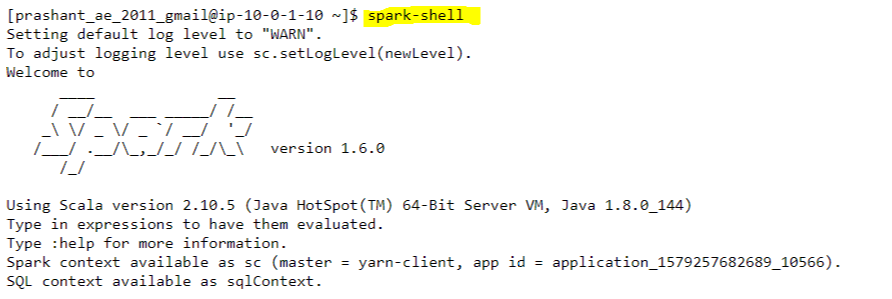 [prashant_ae_2011_gmail@ip-10-0-1-10 ~]$ spark-shell
Setting default log level to "WARN".
To adjust logging level use sc.setLogLevel(newLevel).
Welcome to
      ____              __
     / __/__  ___ _____/ /__
    _\ \/ _ \/ _ `/ __/  '_/
   /___/ .__/\_,_/_/ /_/\_\   version 1.6.0
      /_/
Using Scala version 2.10.5 (Java HotSpot(TM) 64-Bit Server VM, Java 1.8.0_144)
Type in expressions to have them evaluated.
Type :help for more information.
Spark context available as sc (master = yarn-client, app id = application_1579257682689_10566).
SQL context available as sqlContext.